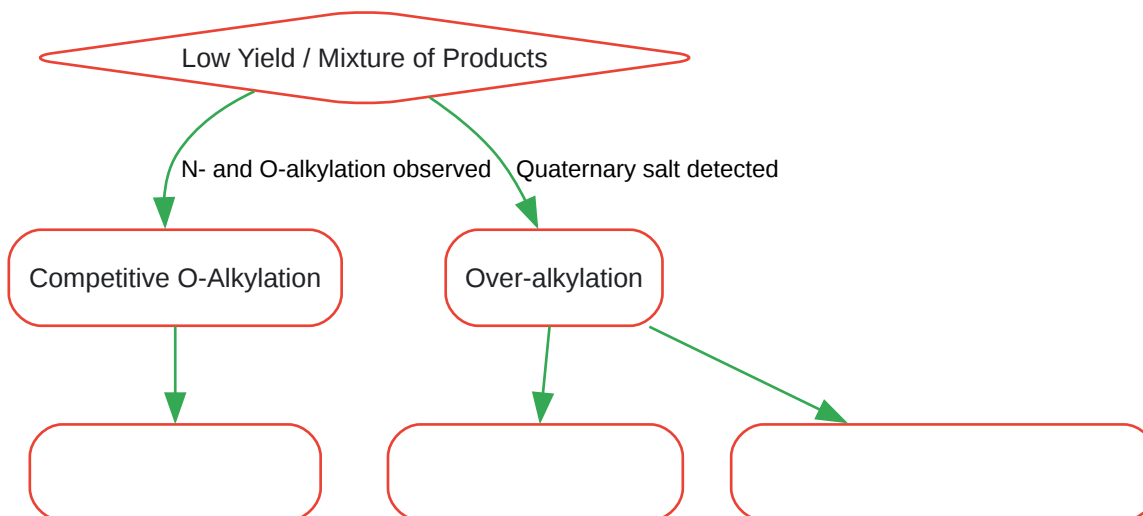 Low Yield / Mixture of Products
N- and O-alkylation observed
Quaternary salt detected
Competitive O-Alkylation
Over-alkylation